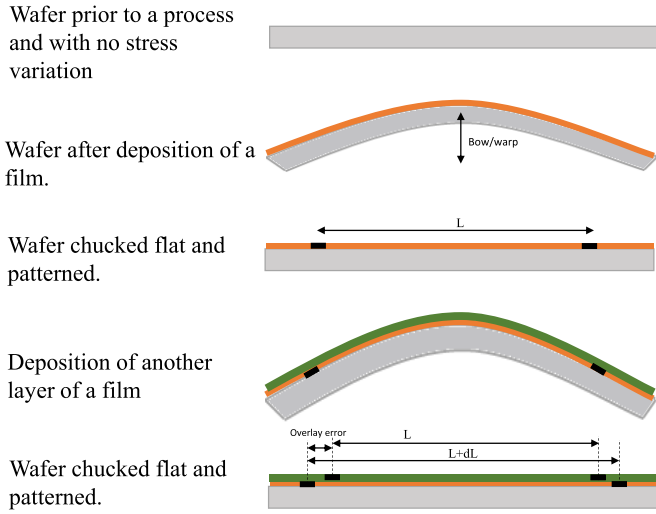 Wafer prior to a process
and with no stress
variation
Wafer after deposition of a
film.
Bow/warp
Wafer chucked flat and
patterned.
L
Deposition of another
layer of a film
Overlay error
L
L+dL
Wafer chucked flat and
patterned.